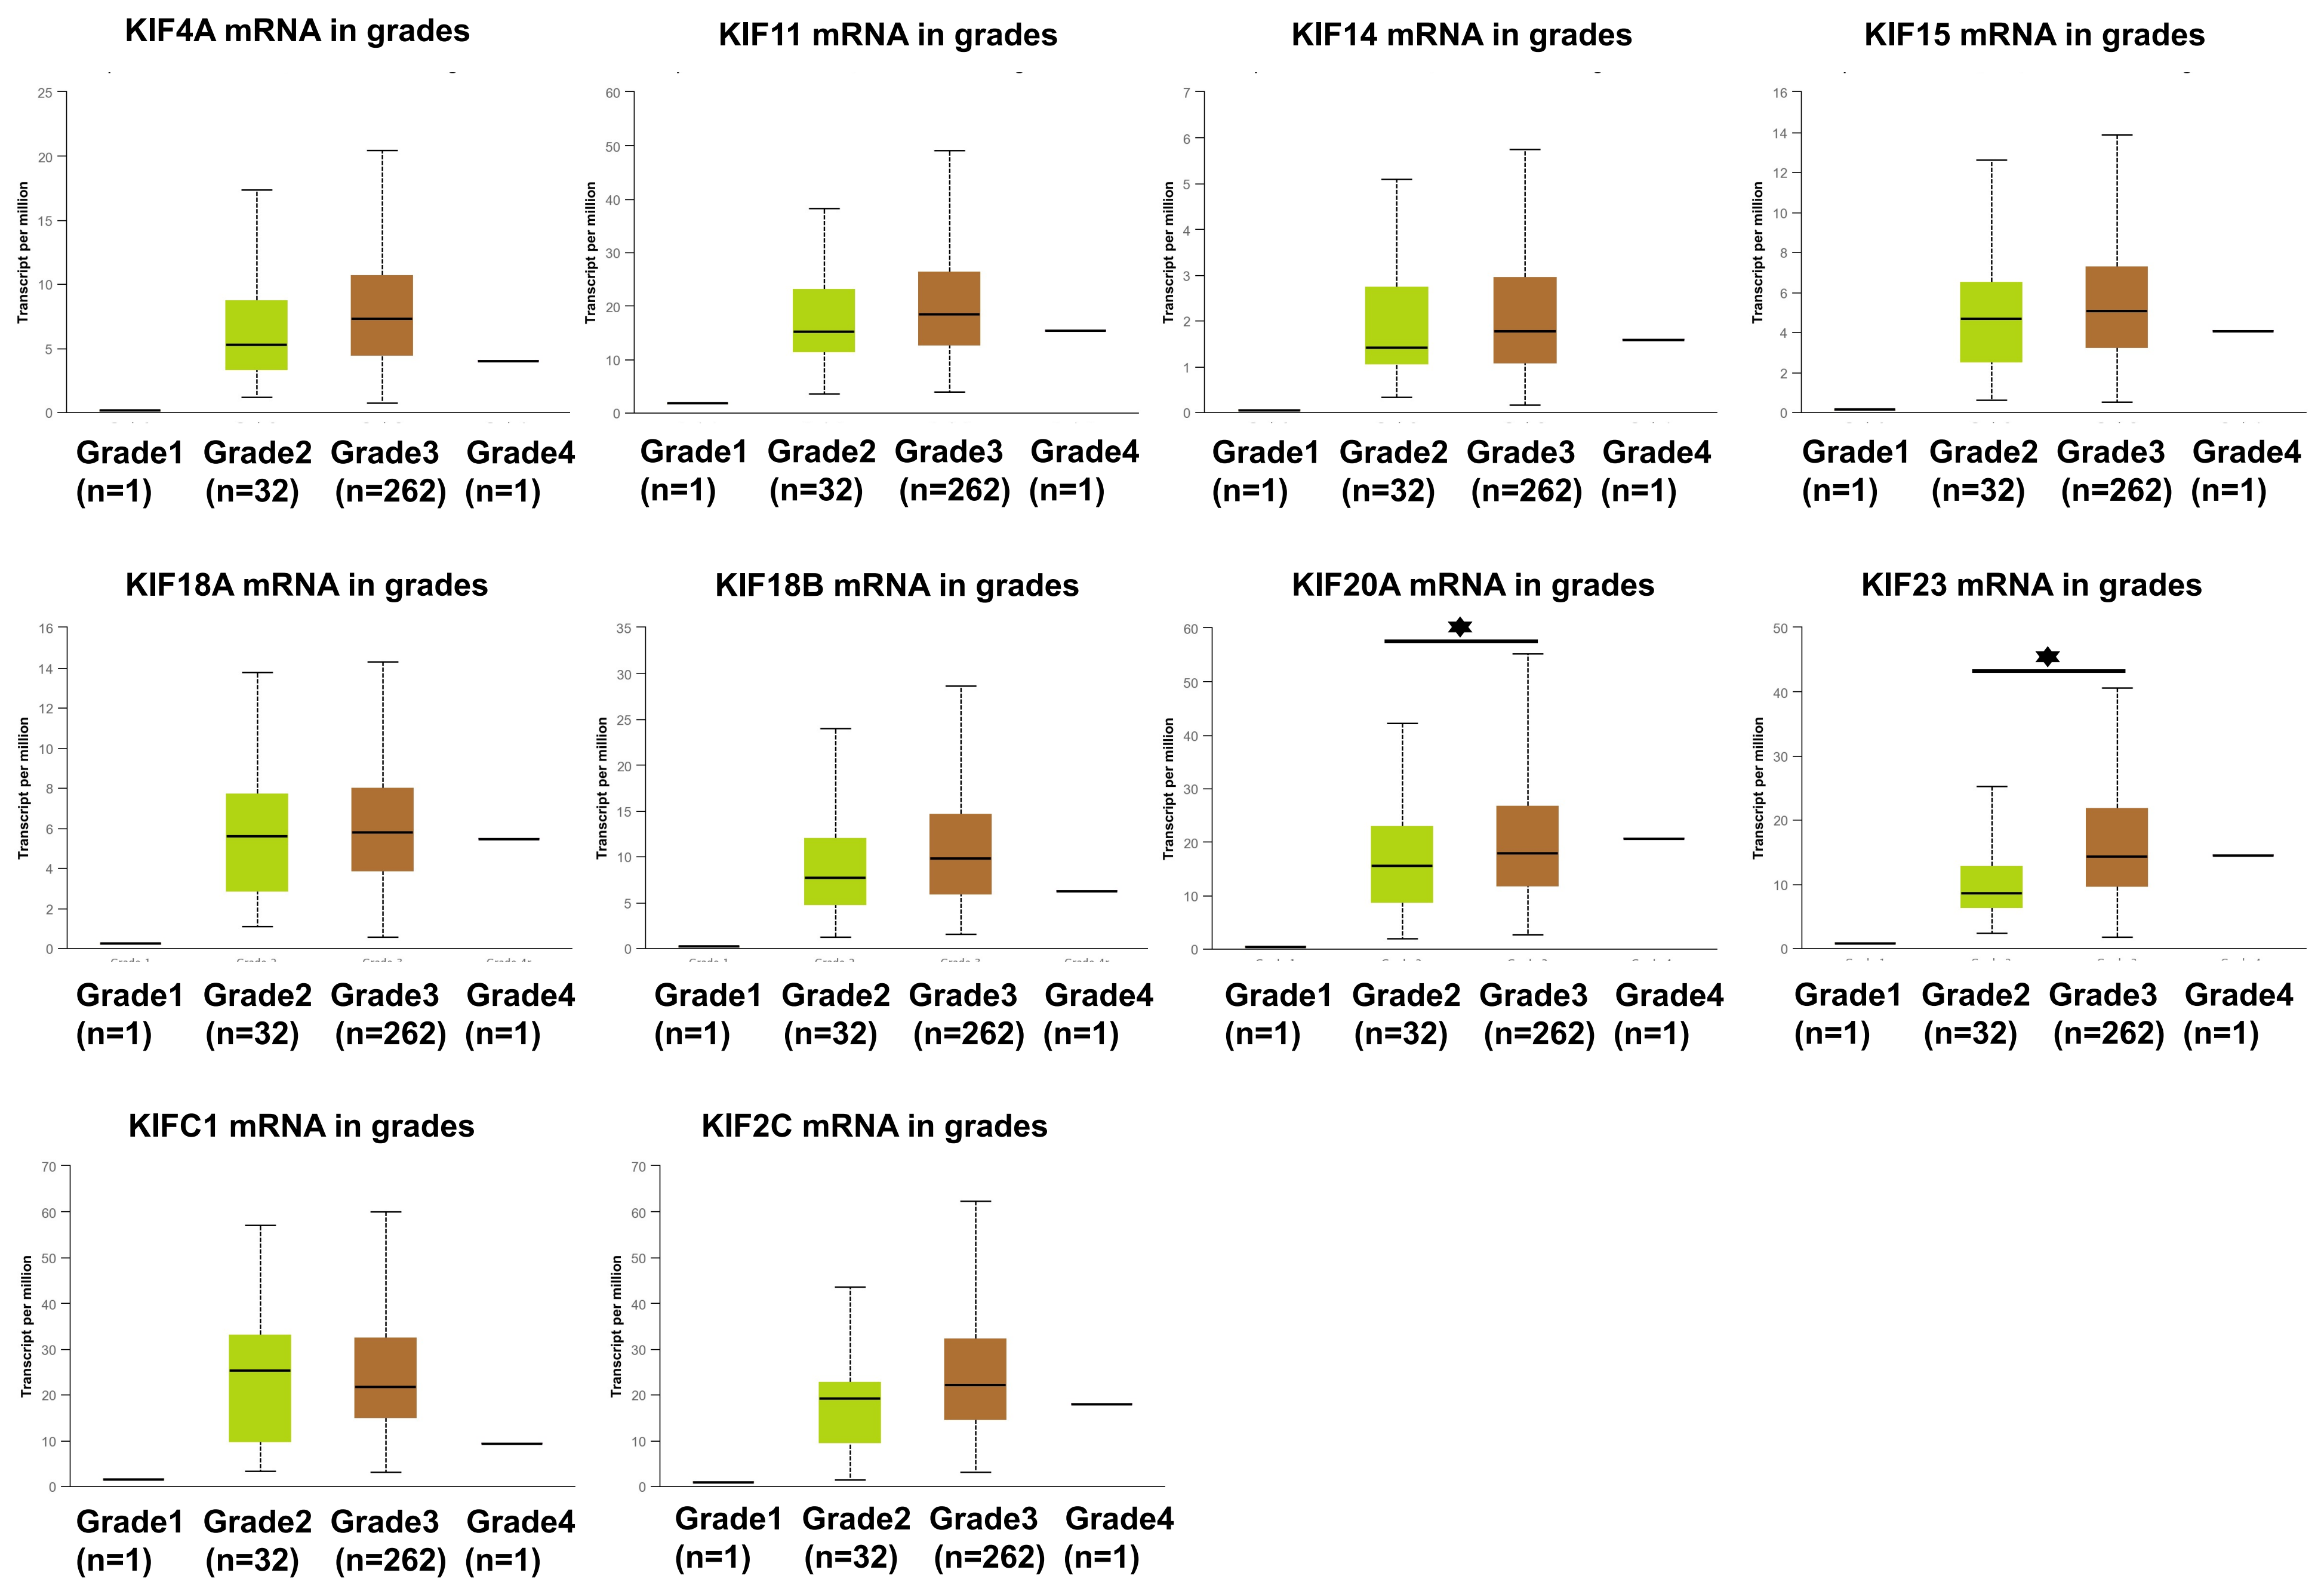 KIF4A mRNA in grades
KIF11 mRNA in grades
KIF14 mRNA in grades
KIF15 mRNA in grades
Transcript per million
25
20
15
10
5
0
Grade1 Grade2 Grade3 Grade4
(n=1) (n=32) (n=262) (n=1)
Transcript per million
60
50
40
30
20
10
0
Grade1 Grade2 Grade3 Grade4
(n=1) (n=32) (n=262) (n=1)
Transcript per million
7
6
5
4
3
2
1
0
Grade1 Grade2 Grade3 Grade4
(n=1) (n=32) (n=262) (n=1)
Transcript per million
16
14
12
10
8
6
4
2
0
Grade1 Grade2 Grade3 Grade4
(n=1) (n=32) (n=262) (n=1)
KIF18A mRNA in grades
KIF18B mRNA in grades
KIF20A mRNA in grades
KIF23 mRNA in grades
Transcript per million
16
14
12
10
8
6
4
2
0
Grade1 Grade2 Grade3 Grade4
(n=1) (n=32) (n=262) (n=1)
Transcript per million
35
30
25
20
15
10
5
0
Grade1 Grade2 Grade3 Grade4
(n=1) (n=32) (n=262) (n=1)
Transcript per million
60
50
40
30
20
10
0
Grade1 Grade2 Grade3 Grade4
(n=1) (n=32) (n=262) (n=1)
Transcript per million
50
40
30
20
10
0
Grade1 Grade2 Grade3 Grade4
(n=1) (n=32) (n=262) (n=1)
KIFC1 mRNA in grades
KIF2C mRNA in grades
Transcript per million
70
60
50
40
30
20
10
0
Grade1 Grade2 Grade3 Grade4
(n=1) (n=32) (n=262) (n=1)
Transcript per million
70
60
50
40
30
20
10
0
Grade1 Grade2 Grade3 Grade4
(n=1) (n=32) (n=262) (n=1)